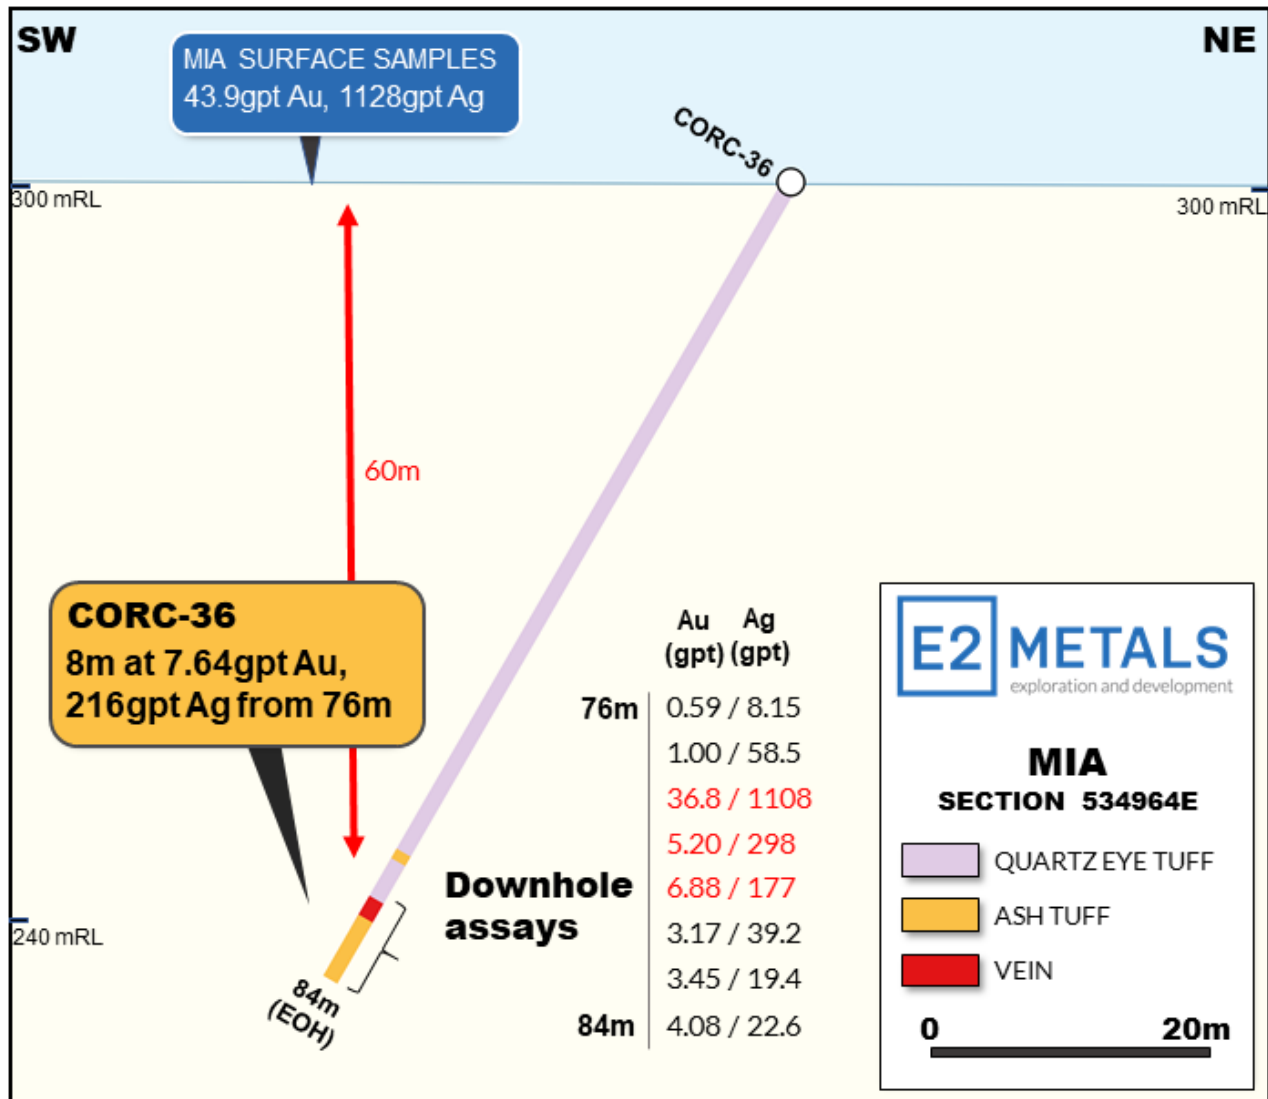 SW
NE
MIA SURFACE SAMPLES
43.9gpt Au, 1128gpt Ag
CORC-36
300 mRL
300 mRL
60m
CORC-36
8m at 7.64gpt Au,
216gpt Ag from 76m
Au Ag
(gpt) (gpt)
76m 0.59 / 8.15
1.00 / 58.5
36.8 / 1108
5.20 / 298
6.88 / 177
3.17 / 39.2
3.45 / 19.4
84m 4.08 / 22.6
Downhole
assays
240 mRL
84m
(EOH)
E2 METALS
exploration and development
MIA
SECTION 534964E
QUARTZ EYE TUFF
ASH TUFF
VEIN
0 20m